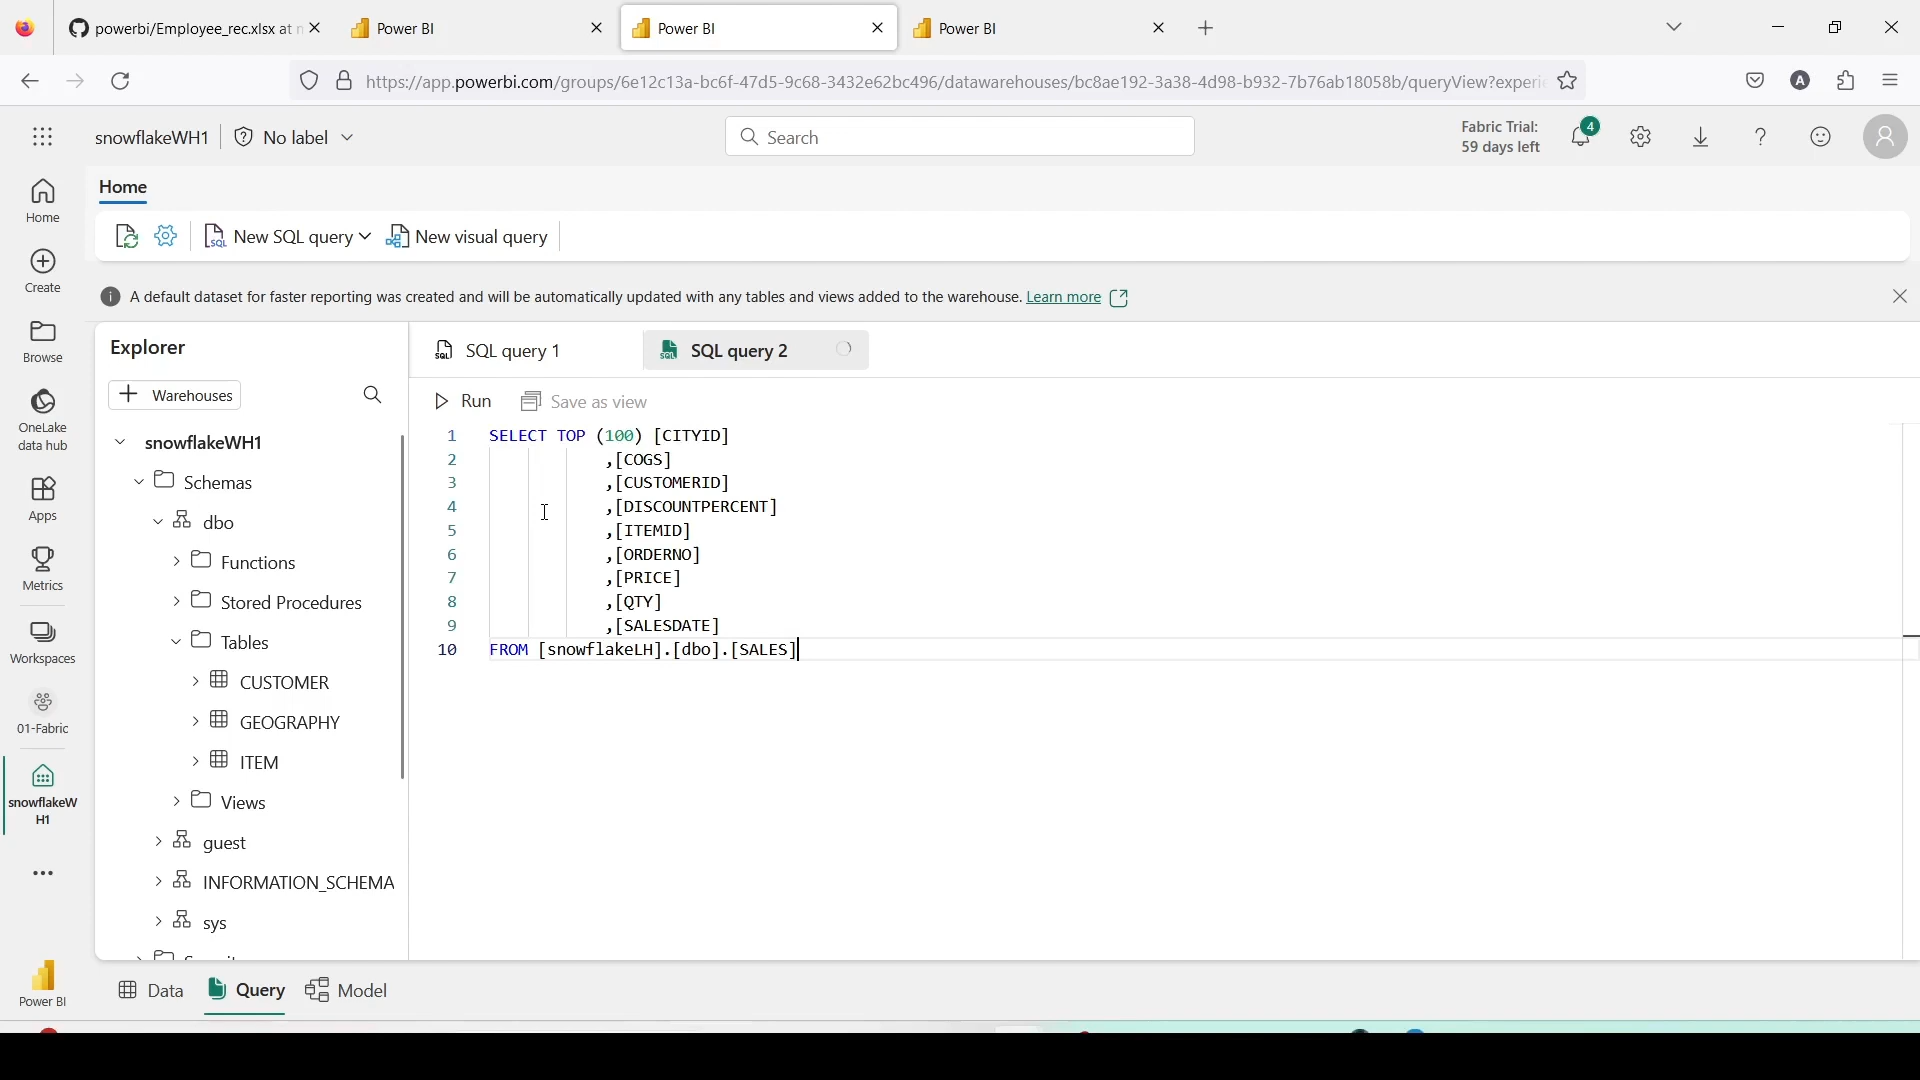 powerbi/Employee_rec.xlsx at n
Power BI
Power BI
Power BI
https://app.powerbi.com/groups/6e12c13a-bc6f-47d5-9c68-3432e62bc496/datawarehouses/bc8ae192-3a38-4d98-b932-7b76ab18058b/queryView?experie
A
snowflakeWH1
No label
Search
Fabric Trial:
59 days left
4
Home
New SQL query
New visual query
A default dataset for faster reporting was created and will be automatically updated with any tables and views added to the warehouse. Learn more
Home
Create
Browse
OneLake
data hub
Apps
Metrics
Workspaces
01-Fabric
snowflakeW
H1
Power BI
Explorer
Warehouses
snowflakeWH1
Schemas
dbo
Functions
Stored Procedures
Tables
CUSTOMER
GEOGRAPHY
ITEM
Views
guest
INFORMATION_SCHEMA
sys
SQL query 1
SQL query 2
Run
Save as view
1 SELECT TOP (100) [CITYID]
2 ,[COGS]
3 ,[CUSTOMERID]
4 ,[DISCOUNTPERCENT]
5 ,[ITEMID]
6 ,[ORDERNO]
7 ,[PRICE]
8 ,[QTY]
9 ,[SALESDATE]
10 FROM [snowflakeLH].[dbo].[SALES]
Data
Query
Model